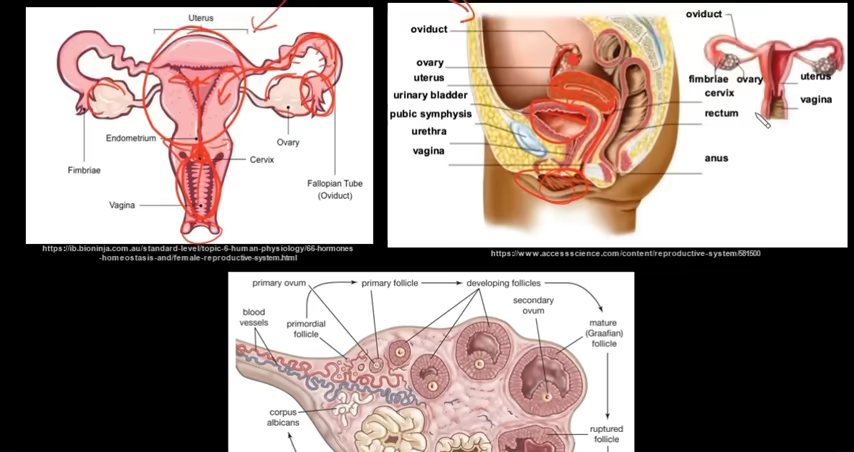 Uterus
Endometrium
Cervix
Ovary
Fimbriae
Fallopian Tube
(Oviduct)
Vagina
https://ib.bioninja.com.au/standard-level/topic-6-human-physiology/66-hormones
-homeostasis-and/female-reproductive-system.html
oviduct
ovary
uterus
urinary bladder
pubic symphysis
urethra
vagina
oviduct
fimbriae ovary
uterus
cervix
vagina
rectum
anus
https://www.accessscience.com/content/reproductive-system/581500
primary ovum
primary follicle
developing follicles
secondary
ovum
blood
vessels
primordial
follicle
mature
(Graafian)
follicle
corpus
albicans
ruptured
follicle